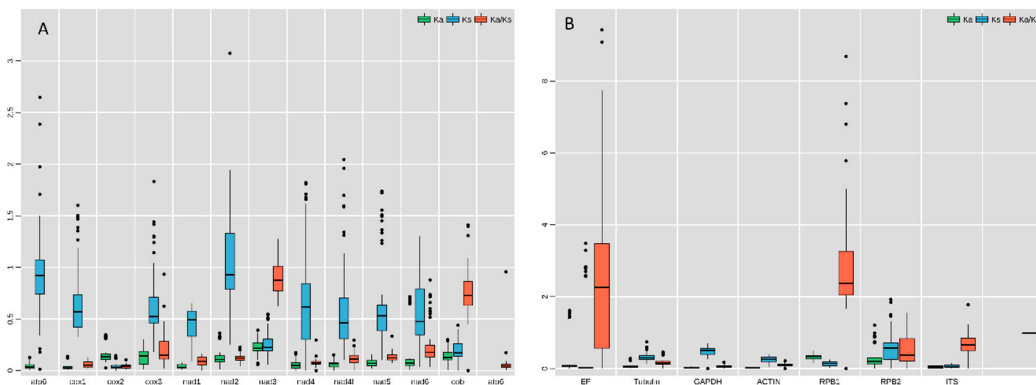 A
Ka Ks Ka/Ks
3
2.5
2
1.5
1
0.5
0
atp6 cox1 cox2 cox3 nad1 nad2 nad3 nad4 nad4l nad5 nad6 cob atp6
B
Ka Ks Ka/K
8
6
4
2
0
EF Tubulin GAPDH ACTIN RPB1 RPB2 ITS